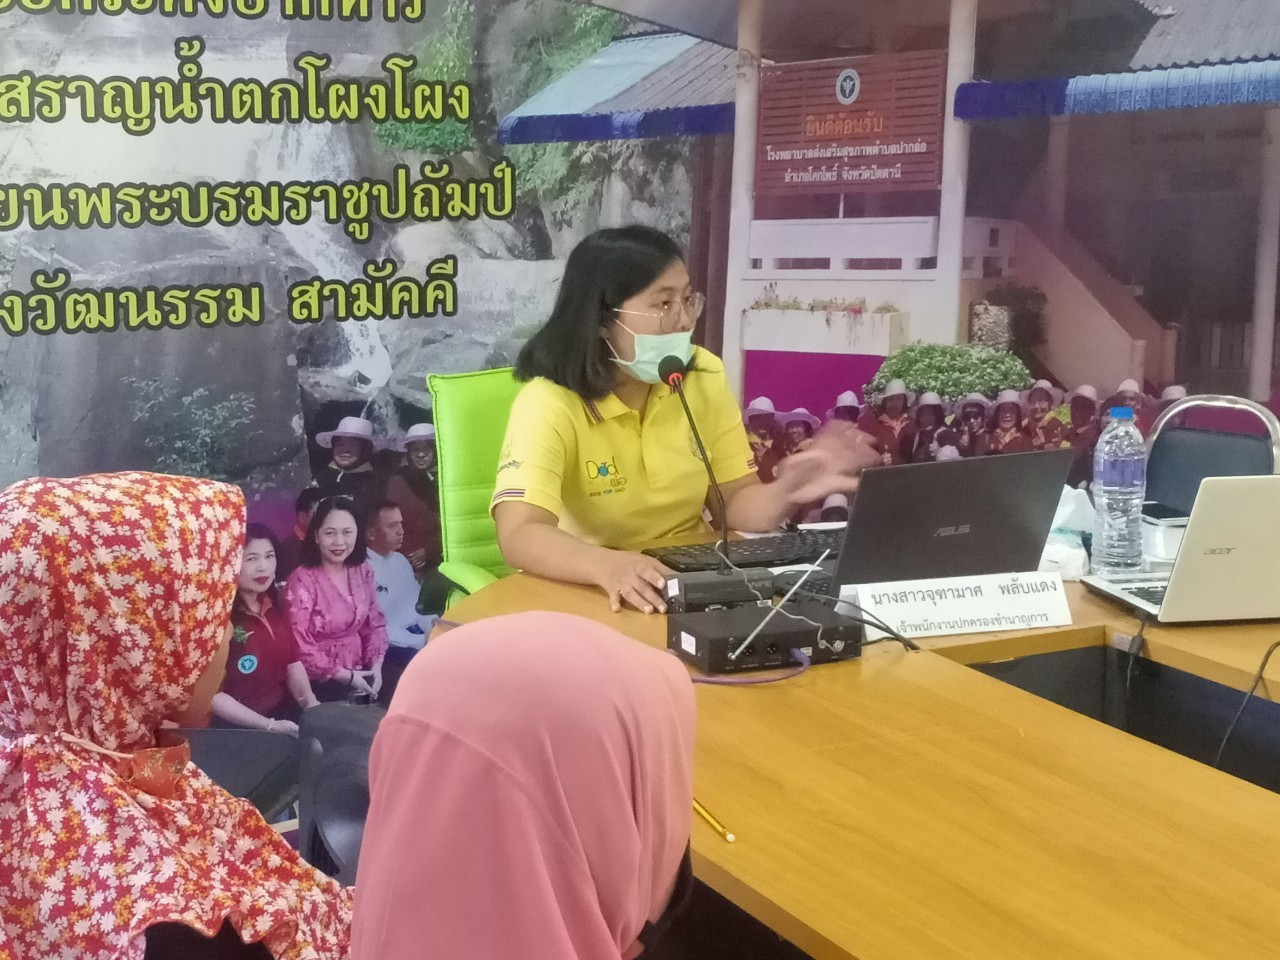 สราญน้ำตกโผงโผง
ยนพระบรมราชูปถัมป์
งวัฒนธรรม สามัคคี
ยินดีต้อนรับ
โรงพยาบาลส่งเสริมสุขภาพตำบลปากล่อ
อำเภอโคกโพธิ์ จังหวัดปัตตานี
พ่อ
BIKE FOR DAD
ASUS
acer
นางสาวจุฑามาศ พลับแดง
เจ้าพนักงานปกครองชำนาญการ